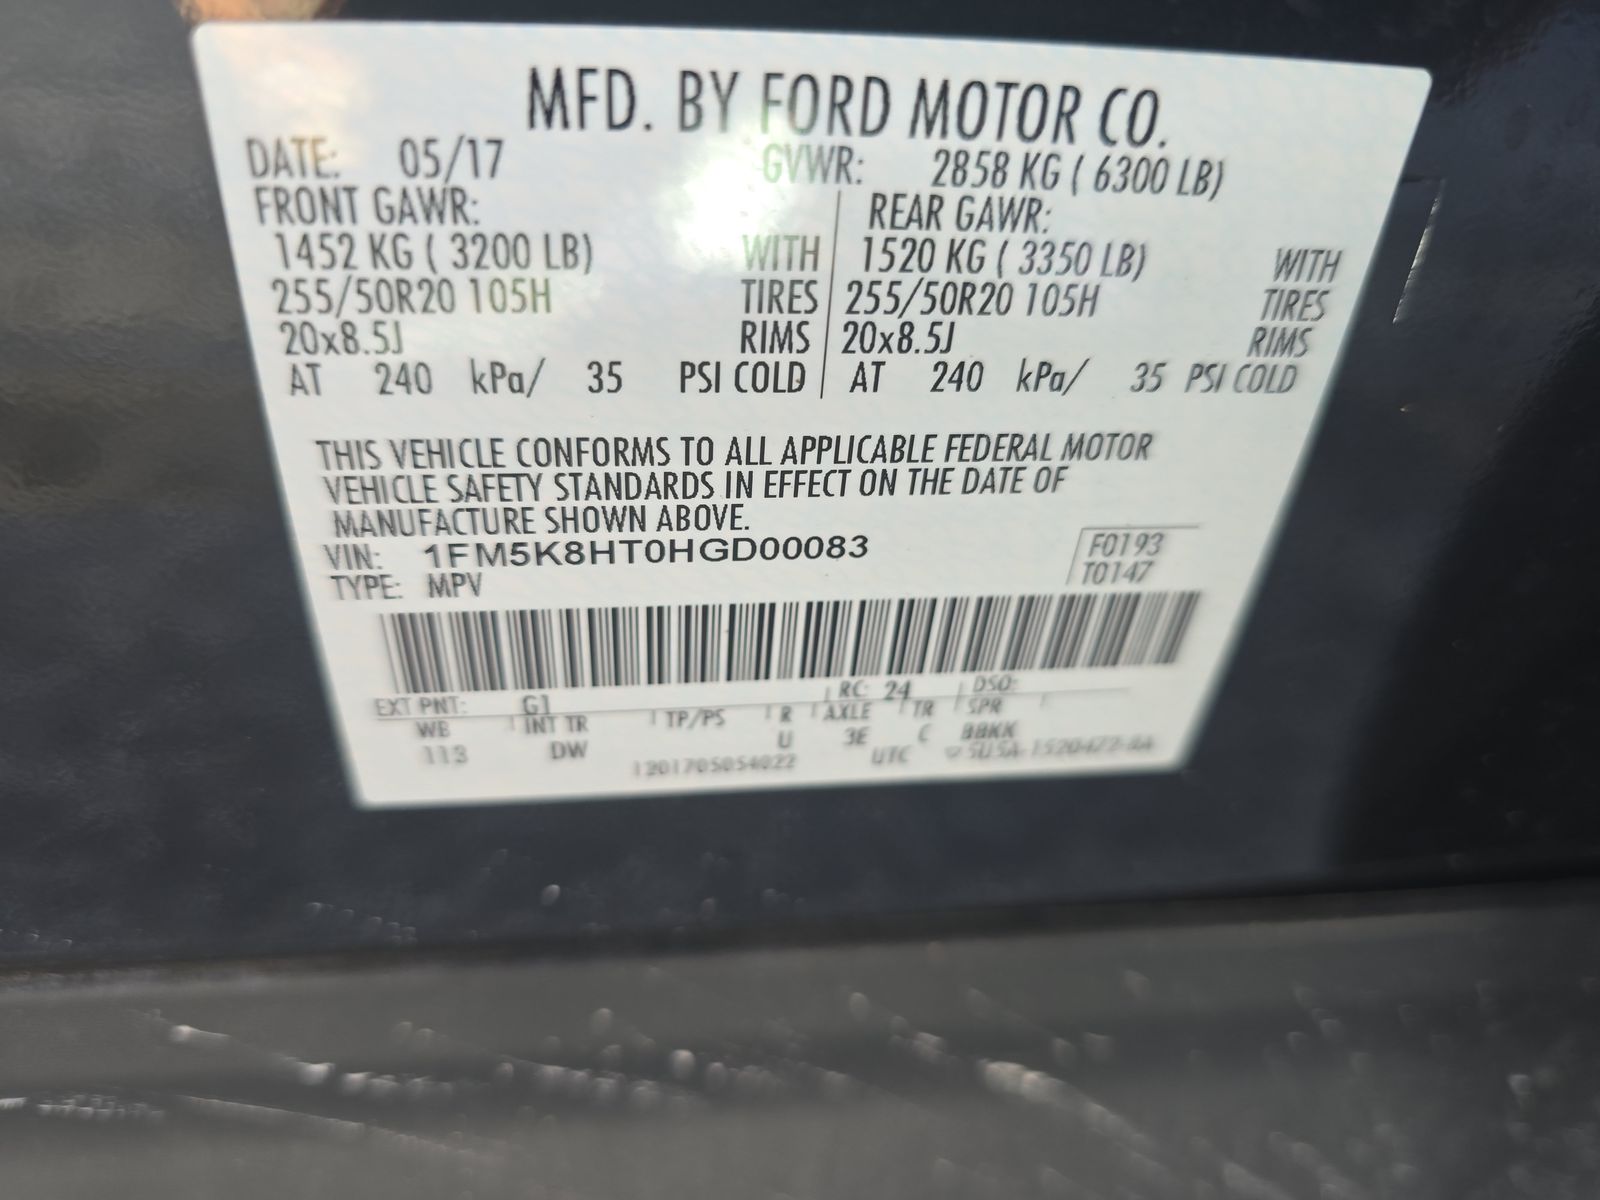 MFD. BY FORD MOTOR CO.
DATE: 05/17 GVWR: 2858 KG ( 6300 LB)
FRONT GAWR: REAR GAWR:
1452 KG ( 3200 LB) WITH 1520 KG ( 3350 LB) WITH
255/50R20 105H TIRES 255/50R20 105H TIRES
20x8.5J RIMS 20x8.5J RIMS
AT 240 kPa/ 35 PSI COLD AT 240 kPa/ 35 PSI COLD
THIS VEHICLE CONFORMS TO ALL APPLICABLE FEDERAL MOTOR
VEHICLE SAFETY STANDARDS IN EFFECT ON THE DATE OF
MANUFACTURE SHOWN ABOVE.
VIN: 1FM5K8HT0HGD00083 F0193
TYPE: MPV T0147
EXT PNT: G1 RC: 24 DSO:
WB INT TR TP/PS R AXLE TR SPR
113 DW U 3E C BBKK
1201705054022 UTC